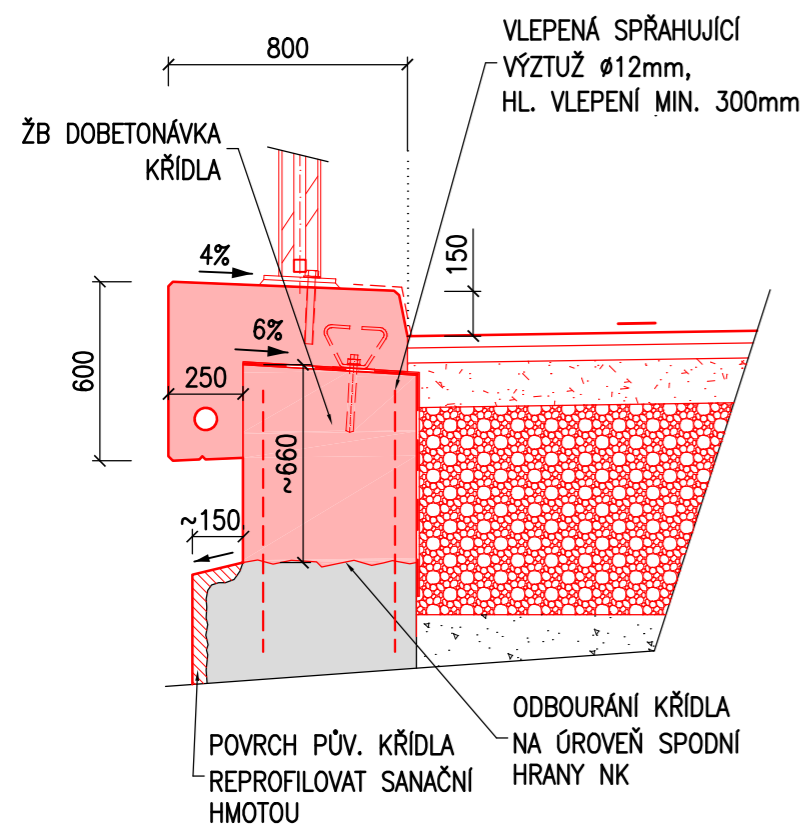 800
VLEPENÁ SPŘAHUJÍCÍ
VÝZTUŽ ø12mm,
HL. VLEPENÍ MIN. 300mm
ŽB DOBETONÁVKA
KŘÍDLA
4%
150
6%
600
250
~660
~150
POVRCH PŮV. KŘÍDLA
REPROFILOVAT SANAČNÍ
HMOTOU
ODBOURÁNÍ KŘÍDLA
NA ÚROVEŇ SPODNÍ
HRANY NK